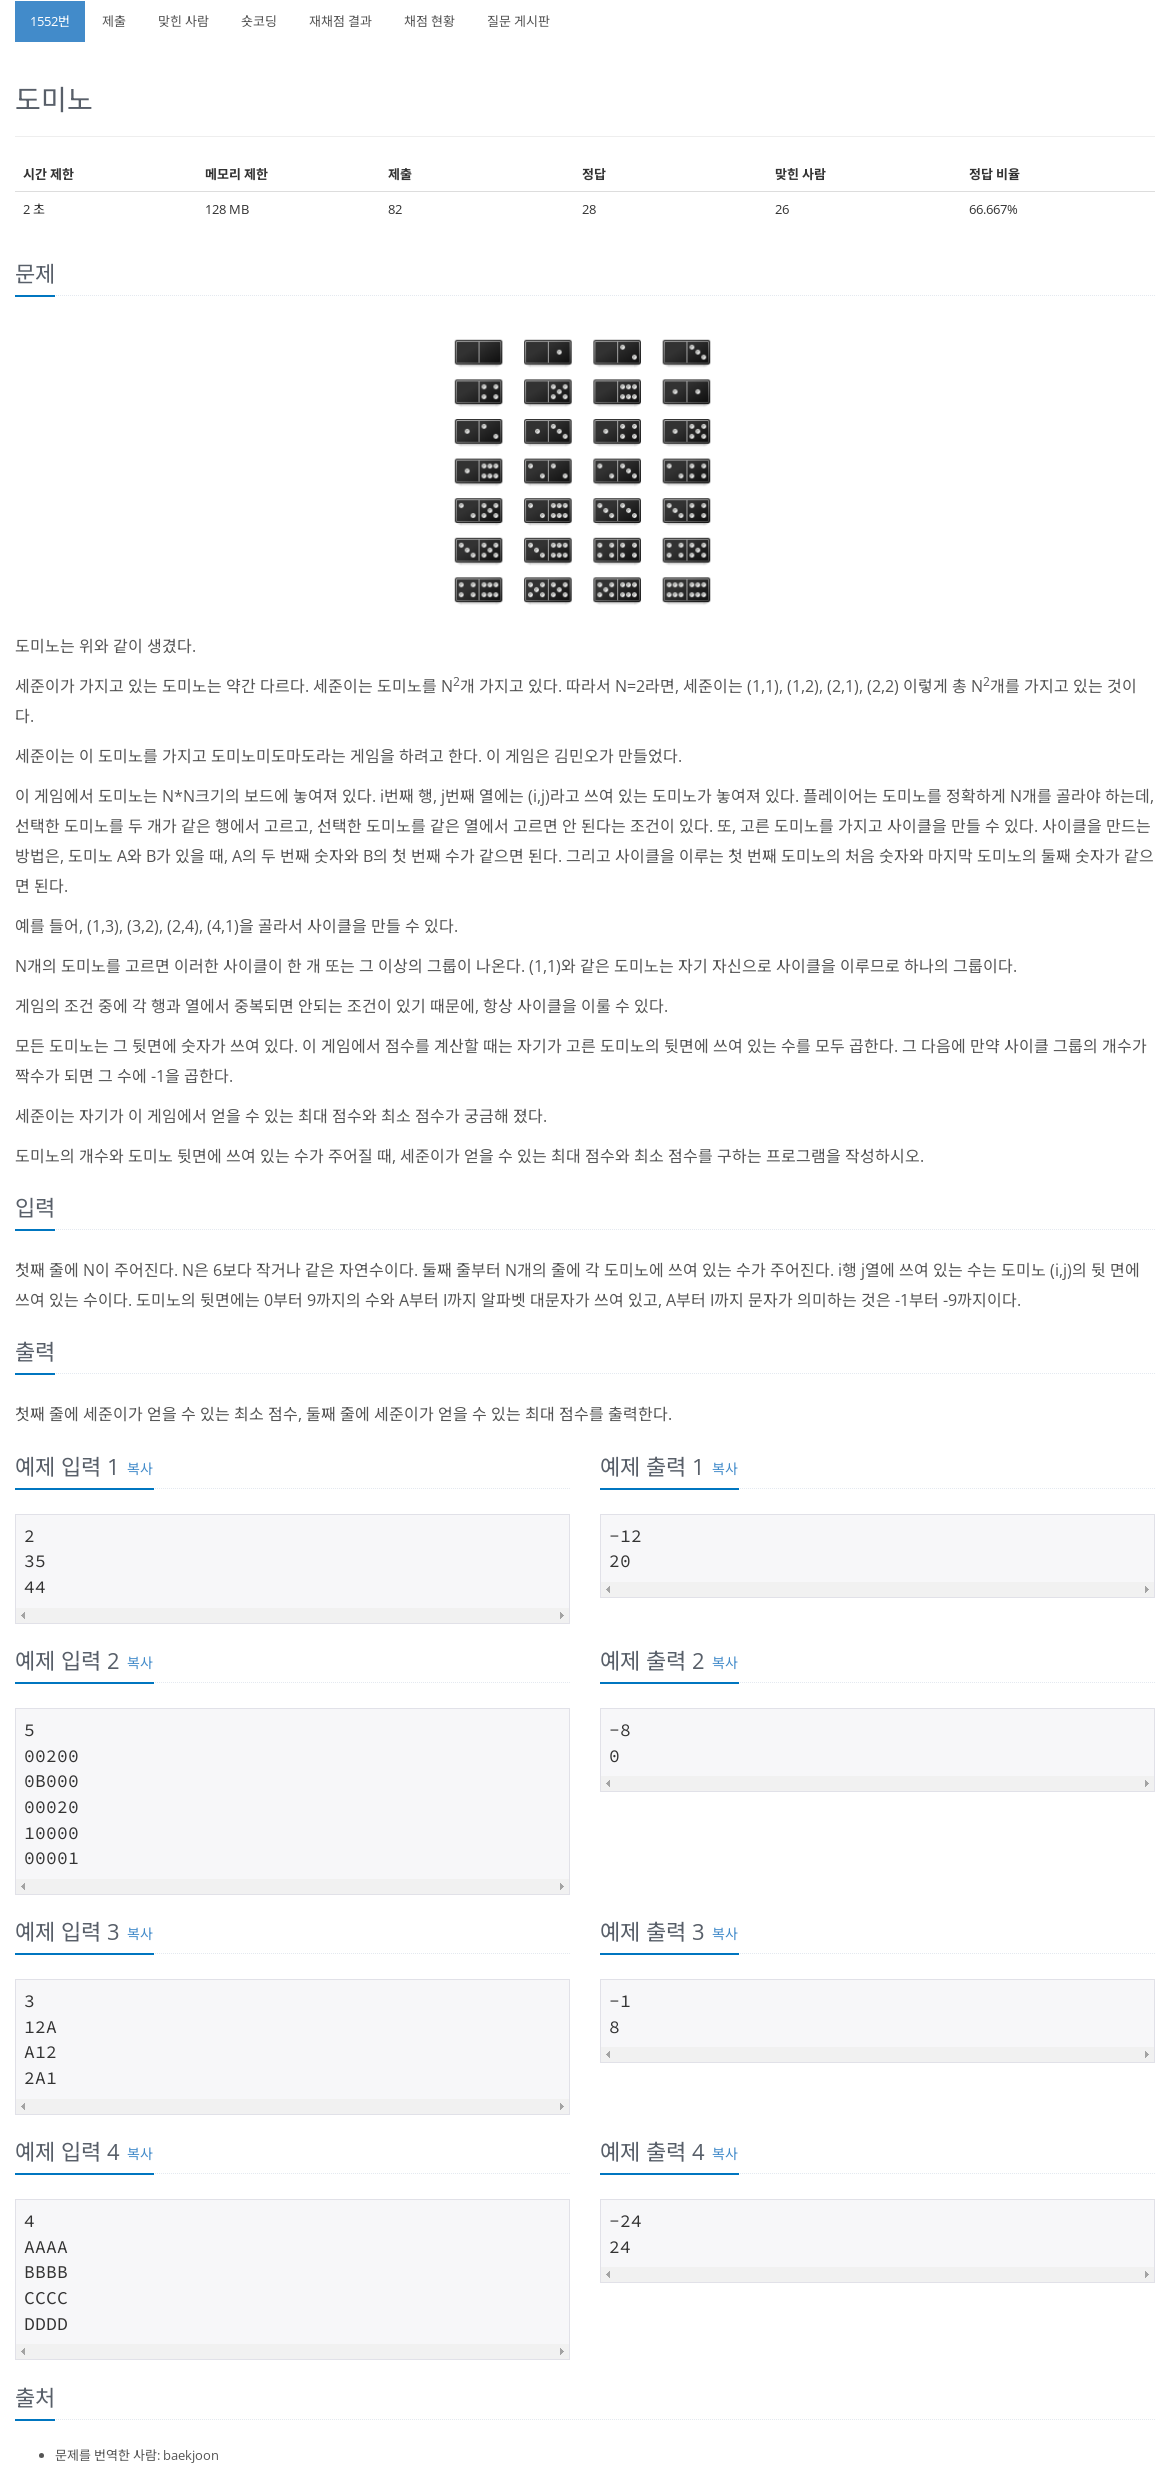 1552번 제출 맞힌 사람 숏코딩 재채점 결과 채점 현황 질문 게시판
도미노
시간 제한 메모리 제한 제출 정답 맞힌 사람 정답 비율
2 초 128 MB 82 28 26 66.667%
문제
도미노는 위와 같이 생겼다.
세준이가 가지고 있는 도미노는 약간 다르다. 세준이는 도미노를 N²개 가지고 있다. 따라서 N=2라면, 세준이는 (1,1), (1,2), (2,1), (2,2) 이렇게 총 N²개를 가지고 있는 것이
다.
세준이는 이 도미노를 가지고 도미노미도마도라는 게임을 하려고 한다. 이 게임은 김민오가 만들었다.
이 게임에서 도미노는 N*N크기의 보드에 놓여져 있다. i번째 행, j번째 열에는 (i,j)라고 쓰여 있는 도미노가 놓여져 있다. 플레이어는 도미노를 정확하게 N개를 골라야 하는데,
선택한 도미노를 두 개가 같은 행에서 고르고, 선택한 도미노를 같은 열에서 고르면 안 된다는 조건이 있다. 또, 고른 도미노를 가지고 사이클을 만들 수 있다. 사이클을 만드는
방법은, 도미노 A와 B가 있을 때, A의 두 번째 숫자와 B의 첫 번째 수가 같으면 된다. 그리고 사이클을 이루는 첫 번째 도미노의 처음 숫자와 마지막 도미노의 둘째 숫자가 같으
면 된다.
예를 들어, (1,3), (3,2), (2,4), (4,1)을 골라서 사이클을 만들 수 있다.
N개의 도미노를 고르면 이러한 사이클이 한 개 또는 그 이상의 그룹이 나온다. (1,1)와 같은 도미노는 자기 자신으로 사이클을 이루므로 하나의 그룹이다.
게임의 조건 중에 각 행과 열에서 중복되면 안되는 조건이 있기 때문에, 항상 사이클을 이룰 수 있다.
모든 도미노는 그 뒷면에 숫자가 쓰여 있다. 이 게임에서 점수를 계산할 때는 자기가 고른 도미노의 뒷면에 쓰여 있는 수를 모두 곱한다. 그 다음에 만약 사이클 그룹의 개수가
짝수가 되면 그 수에 -1을 곱한다.
세준이는 자기가 이 게임에서 얻을 수 있는 최대 점수와 최소 점수가 궁금해 졌다.
도미노의 개수와 도미노 뒷면에 쓰여 있는 수가 주어질 때, 세준이가 얻을 수 있는 최대 점수와 최소 점수를 구하는 프로그램을 작성하시오.
입력
첫째 줄에 N이 주어진다. N은 6보다 작거나 같은 자연수이다. 둘째 줄부터 N개의 줄에 각 도미노에 쓰여 있는 수가 주어진다. i행 j열에 쓰여 있는 수는 도미노 (i,j)의 뒷 면에
쓰여 있는 수이다. 도미노의 뒷면에는 0부터 9까지의 수와 A부터 I까지 알파벳 대문자가 쓰여 있고, A부터 I까지 문자가 의미하는 것은 -1부터 -9까지이다.
출력
첫째 줄에 세준이가 얻을 수 있는 최소 점수, 둘째 줄에 세준이가 얻을 수 있는 최대 점수를 출력한다.
예제 입력 1 복사
2
35
44
예제 출력 1 복사
-12
20
예제 입력 2 복사
5
00200
0B000
00020
10000
00001
예제 출력 2 복사
-8
0
예제 입력 3 복사
3
12A
A12
2A1
예제 출력 3 복사
-1
8
예제 입력 4 복사
4
AAAA
BBBB
CCCC
DDDD
예제 출력 4 복사
-24
24
출처
문제를 번역한 사람: baekjoon